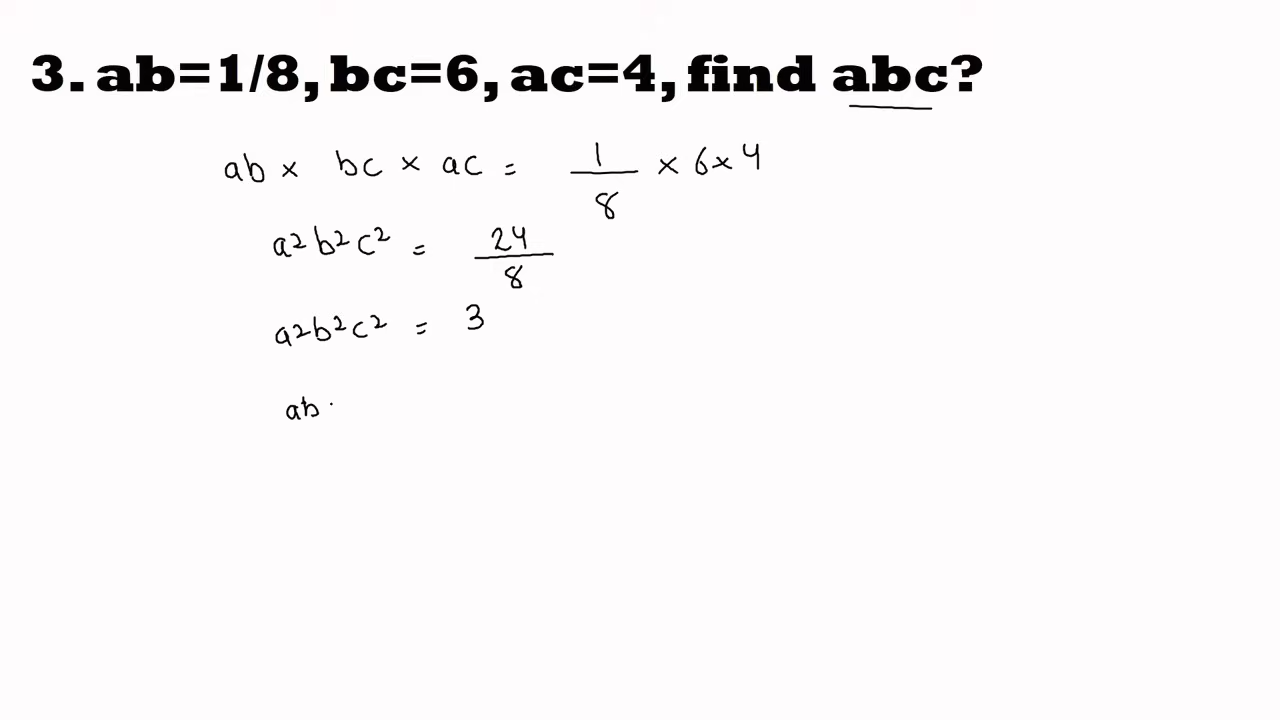 3. ab=1/8, bc=6, ac=4, find abc?
ab × bc × ac = 1/8 × 6 × 4
a²b²c² = 24/8
a²b²c² = 3
ab